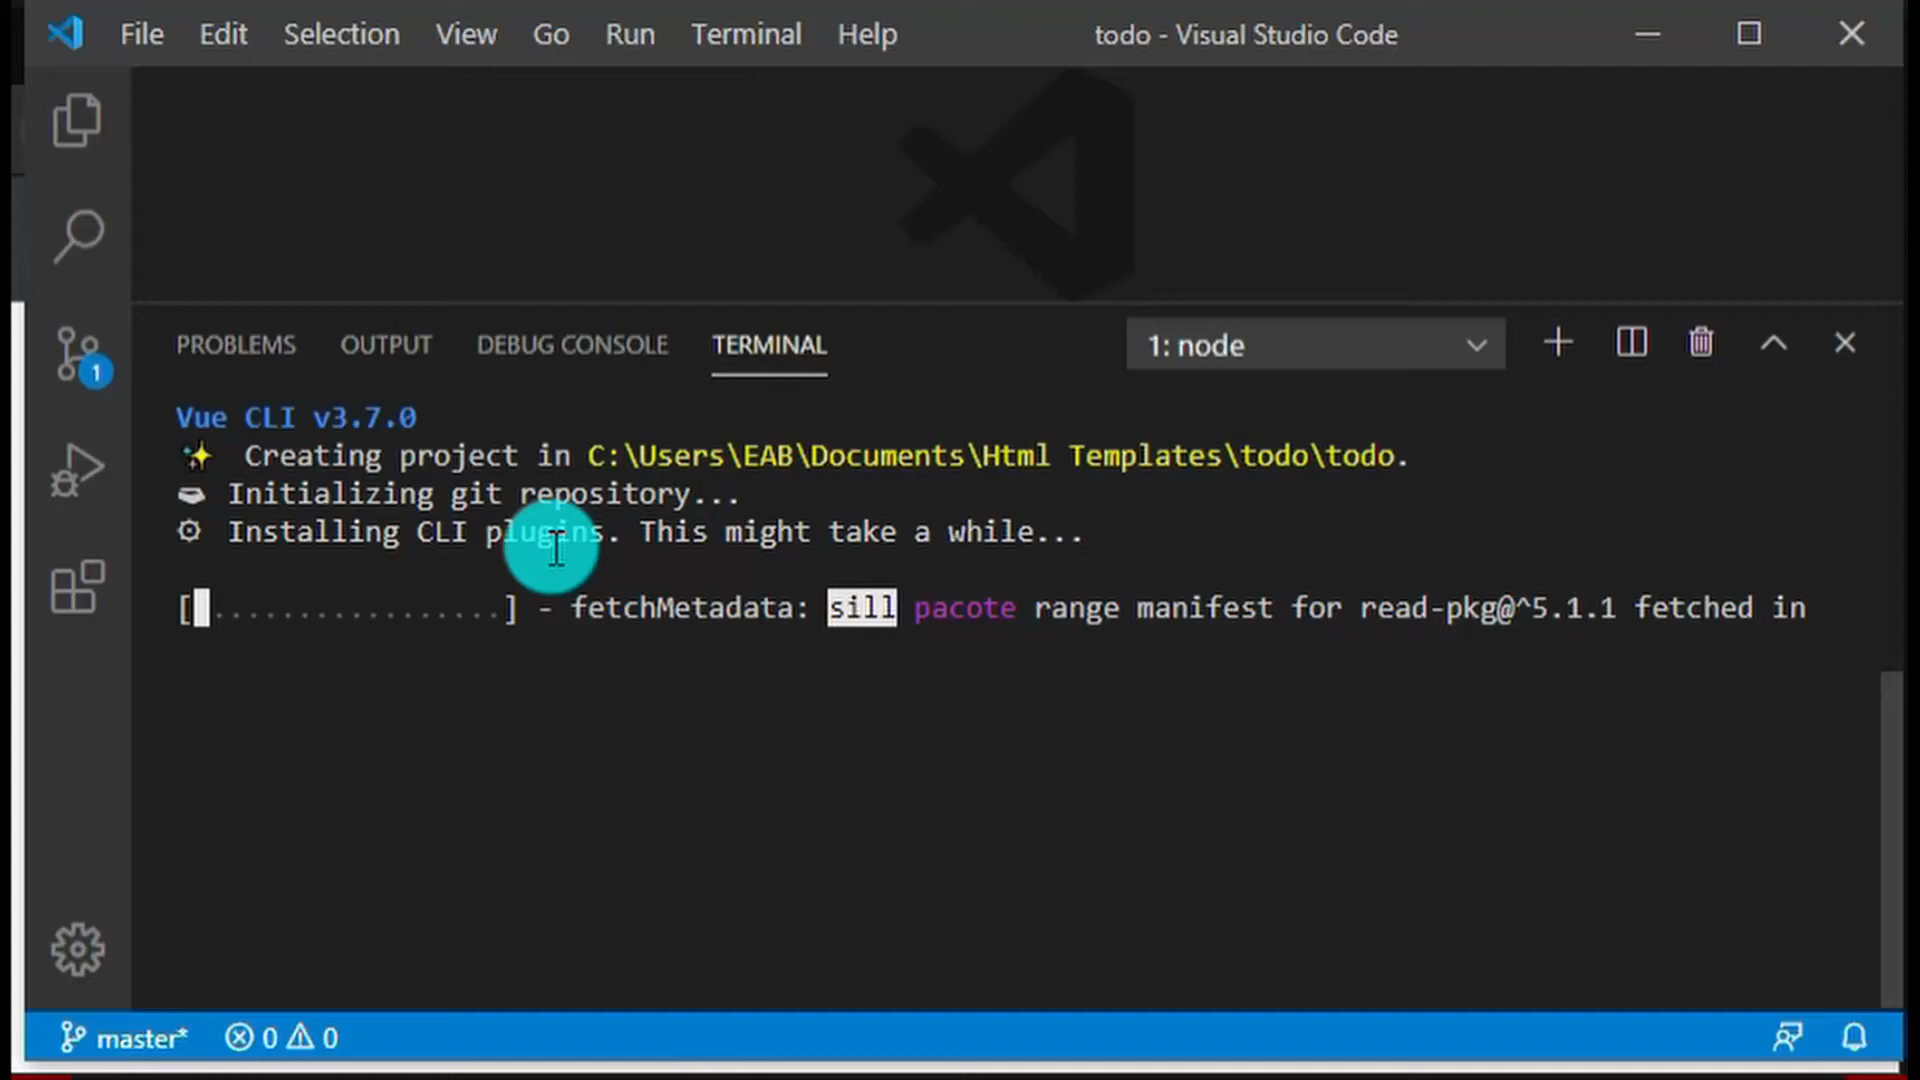 File Edit Selection View Go Run Terminal Help todo - Visual Studio Code
PROBLEMS OUTPUT DEBUG CONSOLE TERMINAL 1: node
1
Vue CLI v3.7.0
✨ Creating project in C:\Users\EAB\Documents\Html Templates\todo\todo.
Initializing git repository...
⚙ Installing CLI plugins. This might take a while...
[ .................] - fetchMetadata: sill pacote range manifest for read-pkg@^5.1.1 fetched in
master* 0 0